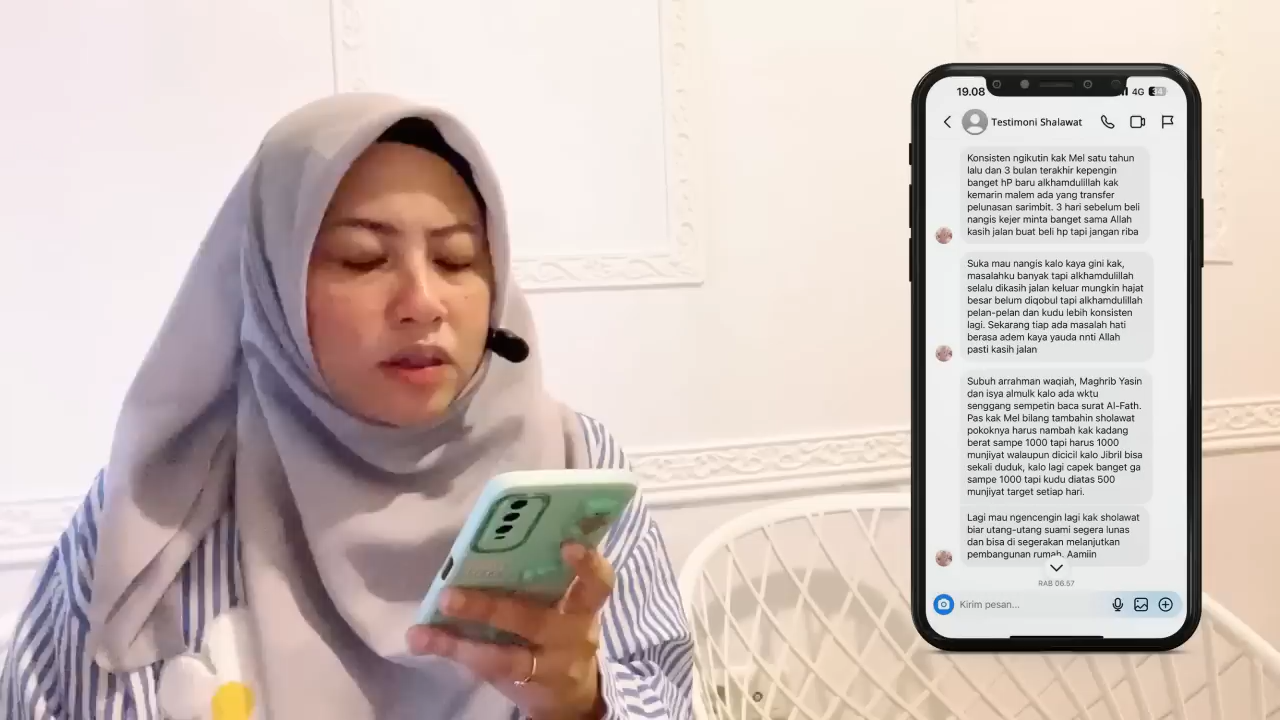 19.08
4G
34
Testimoni Shalawat
Konsisten ngikutin kak Mel satu tahun
lalu dan 3 bulan terakhir kepengin
banget hP baru alkhamdulillah kak
kemarin malem ada yang transfer
pelunasan sarimbit. 3 hari sebelum beli
nangis kejer minta banget sama Allah
kasih jalan buat beli hp tapi jangan riba
Suka mau nangis kalo kaya gini kak,
masalahku banyak tapi alkhamdulillah
selalu dikasih jalan keluar mungkin hajat
besar belum diqobul tapi alkhamdulillah
pelan-pelan dan kudu lebih konsisten
lagi. Sekarang tiap ada masalah hati
berasa adem kaya yauda nnti Allah
pasti kasih jalan
Subuh arrahman waqiah, Maghrib Yasin
dan isya almulk kalo ada wktu
senggang sempetin baca surat Al-Fath.
Pas kak Mel bilang tambahin sholawat
pokoknya harus nambah kak kadang
berat sampe 1000 tapi harus 1000
munjiyat walaupun dicicil kalo Jibril bisa
sekali duduk, kalo lagi capek banget ga
sampe 1000 tapi kudu diatas 500
munjiyat target setiap hari.
Lagi mau ngencengin lagi kak sholawat
biar utang-utang suami segera lunas
dan bisa di segerakan melanjutkan
pembangunan rumah. Aamiin
RAB 06.57
Kirim pesan...